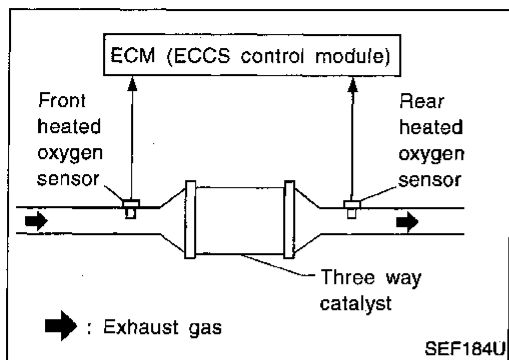 ECM (ECCS control module)
Front
heated
oxygen
sensor
Rear
heated
oxygen
sensor
Three way
catalyst
: Exhaust gas
SEF184U